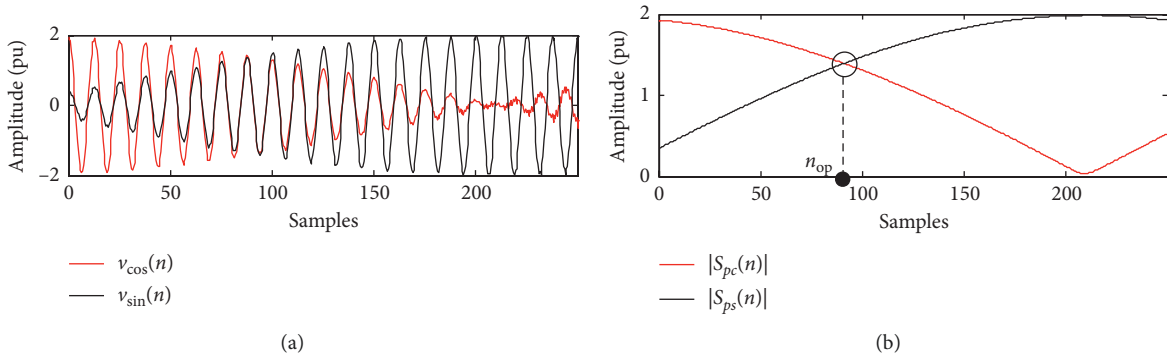 Amplitude (pu)
2
0
−2
0
50
100
150
200
Samples
v_cos(n)
v_sin(n)
(a)
Amplitude (pu)
2
1
0
n_op
0
50
100
150
200
Samples
|S_pc(n)|
|S_ps(n)|
(b)